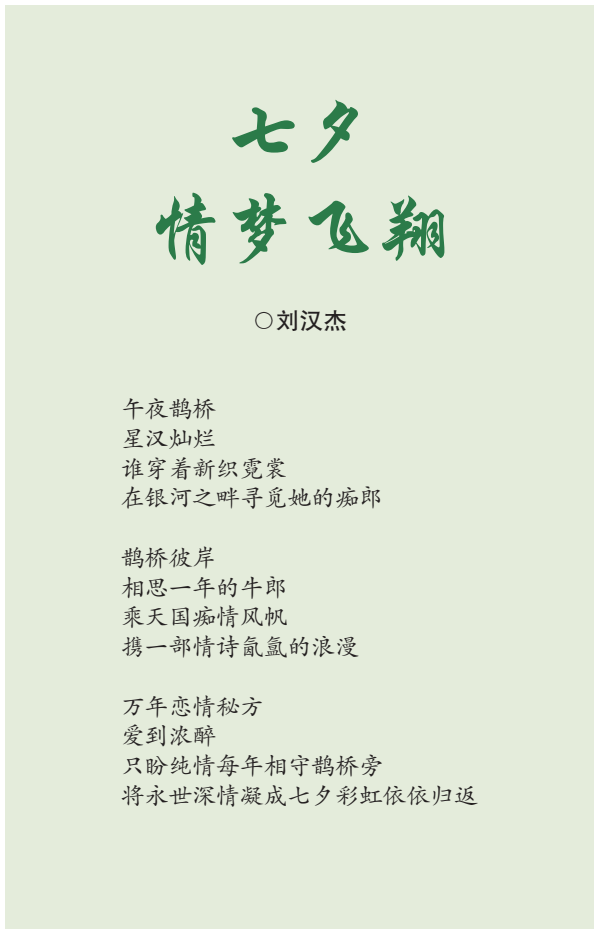 七夕
情梦飞翔
○刘汉杰
午夜鹊桥
星汉灿烂
谁穿着新织霓裳
在银河之畔寻觅她的痴郎
鹊桥彼岸
相思一年的牛郎
乘天国痴情风帆
携一部情诗氤氲的浪漫
万年恋情秘方
爱到浓醉
只盼纯情每年相守鹊桥旁
将永世深情凝成七夕彩虹依依归返